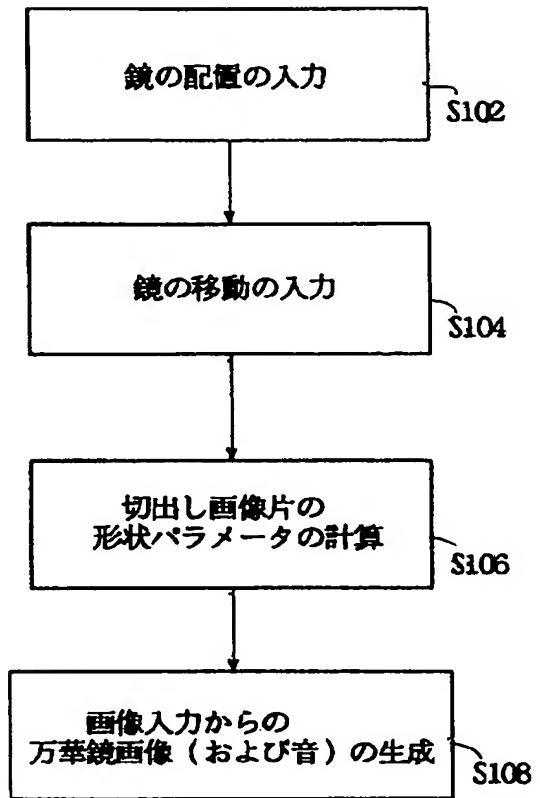 鏡の配置の入力
S102
鏡の移動の入力
S104
切出し画像片の
形状パラメータの計算
S106
画像入力からの
万華鏡画像(および音)の生成
S108